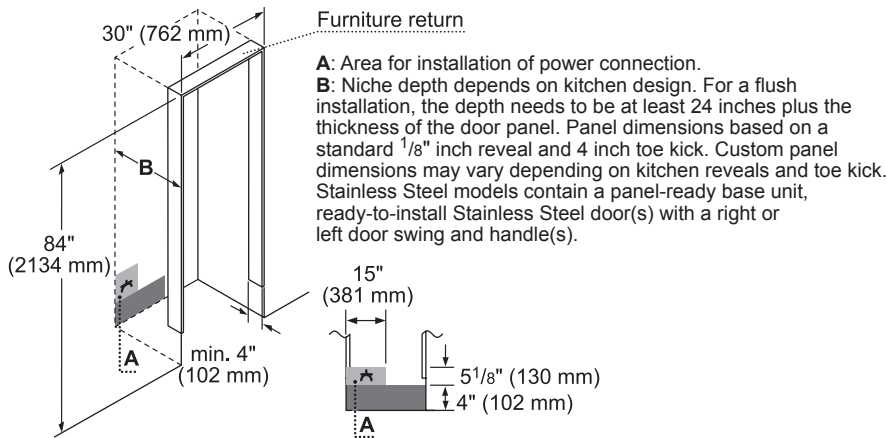 Furniture return
30" (762 mm)
A: Area for installation of power connection.
B: Niche depth depends on kitchen design. For a flush
installation, the depth needs to be at least 24 inches plus the
thickness of the door panel. Panel dimensions based on a
standard 1/8" inch reveal and 4 inch toe kick. Custom panel
dimensions may vary depending on kitchen reveals and toe kick.
Stainless Steel models contain a panel-ready base unit,
ready-to-install Stainless Steel door(s) with a right or
left door swing and handle(s).
B
84"
(2134 mm)
A
min. 4"
(102 mm)
15"
(381 mm)
5 1/8" (130 mm)
4" (102 mm)
A